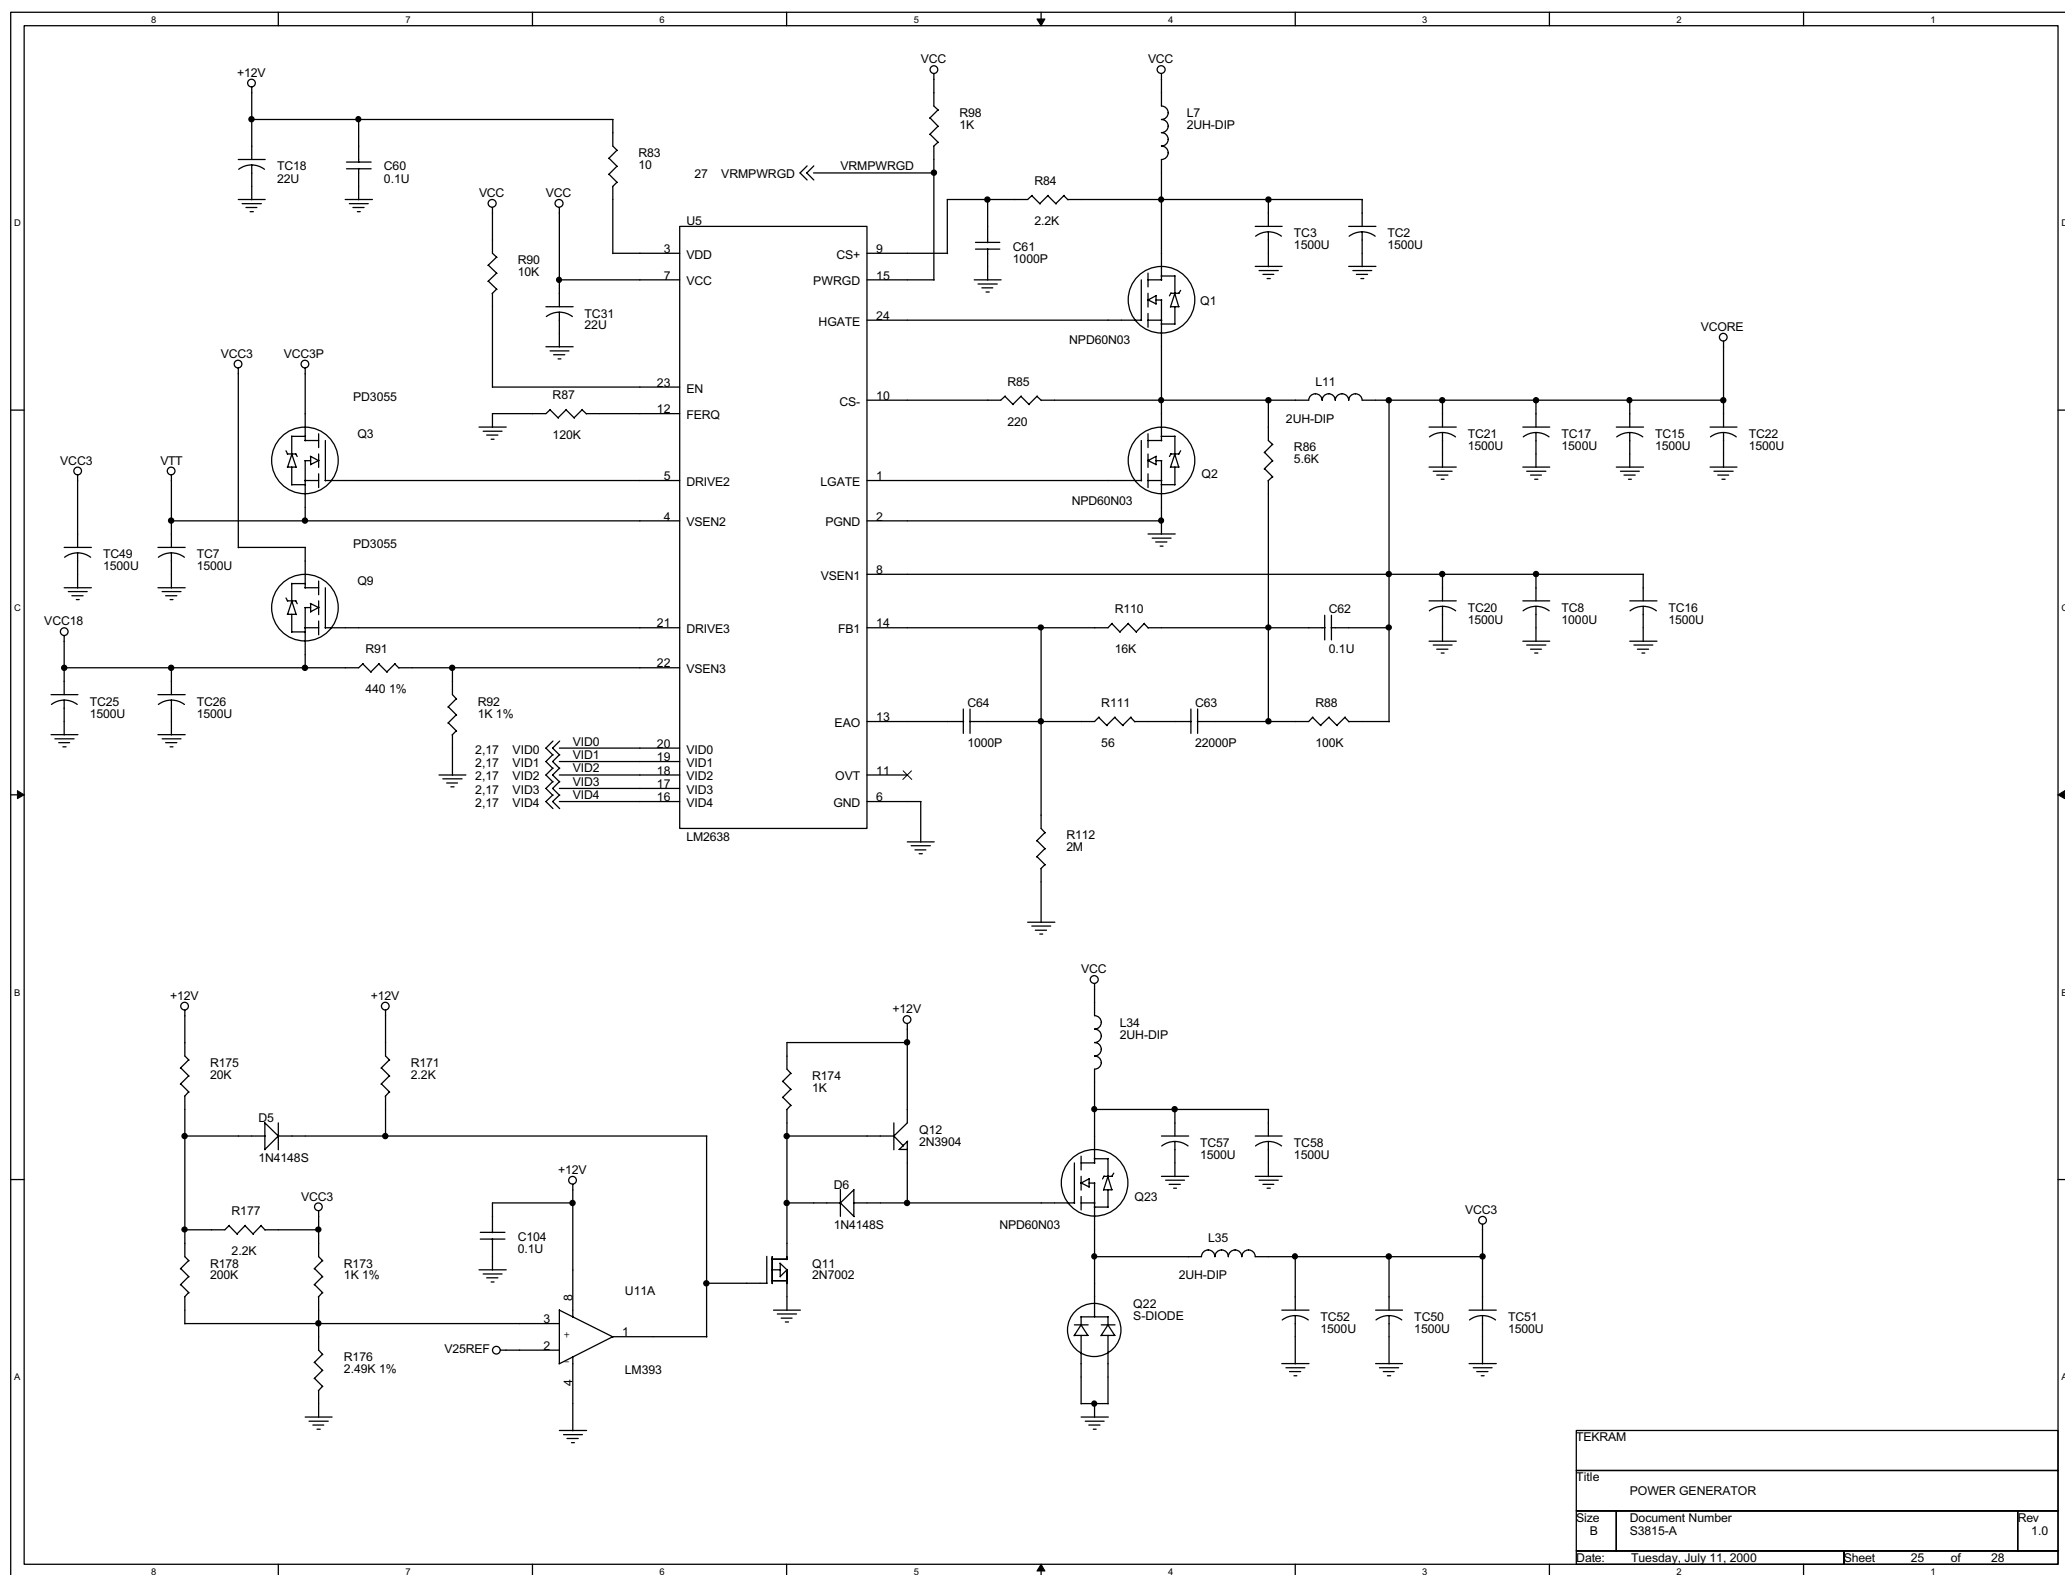 8 7 6 5 4 3 2 1
D
C
B
A
+12V
TC18
22U
C60
0.1U
R83
10
VCC
R90
10K
VCC
TC31
22U
VCC
R98
1K
27 VRMPWRGD
VRMPWRGD
R84
2.2K
C61
1000P
VCC
L7
2UH-DIP
TC3
1500U
TC2
1500U
Q1
NPD60N03
U5
3 VDD
7 VCC
23 EN
12 FERQ
5 DRIVE2
4 VSEN2
21 DRIVE3
22 VSEN3
20 VID0
19 VID1
18 VID2
17 VID3
16 VID4
CS+ 9
PWRGD 15
HGATE 24
CS- 10
LGATE 1
PGND 2
VSEN1 8
FB1 14
EAO 13
OVT 11
GND 6
LM2638
VCC3
VCC3P
PD3055
Q3
R87
120K
VCC3
VTT
TC49
1500U
TC7
1500U
PD3055
Q9
VCC18
TC25
1500U
TC26
1500U
R91
440 1%
R92
1K 1%
2,17 VID0 VID0
2,17 VID1 VID1
2,17 VID2 VID2
2,17 VID3 VID3
2,17 VID4 VID4
R85
220
L11
2UH-DIP
VCORE
TC21
1500U
TC17
1500U
TC15
1500U
TC22
1500U
R86
5.6K
Q2
NPD60N03
TC20
1500U
TC8
1000U
TC16
1500U
R110
16K
C62
0.1U
C64
1000P
R111
56
C63
22000P
R88
100K
R112
2M
+12V
R175
20K
+12V
R171
2.2K
D5
1N4148S
R177
2.2K
VCC3
R178
200K
R173
1K 1%
R176
2.49K 1%
+12V
C104
0.1U
U11A
8
3
+
2
-
1
4
V25REF
LM393
+12V
R174
1K
Q12
2N3904
D6
1N4148S
Q11
2N7002
VCC
L34
2UH-DIP
TC57
1500U
TC58
1500U
Q23
NPD60N03
L35
2UH-DIP
VCC3
Q22
S-DIODE
TC52
1500U
TC50
1500U
TC51
1500U
TEKRAM
Title
POWER GENERATOR
Size Document Number Rev
B S3815-A 1.0
Date: Tuesday, July 11, 2000 Sheet 25 of 28
D
C
A
8 7 6 5 4 3 2 1